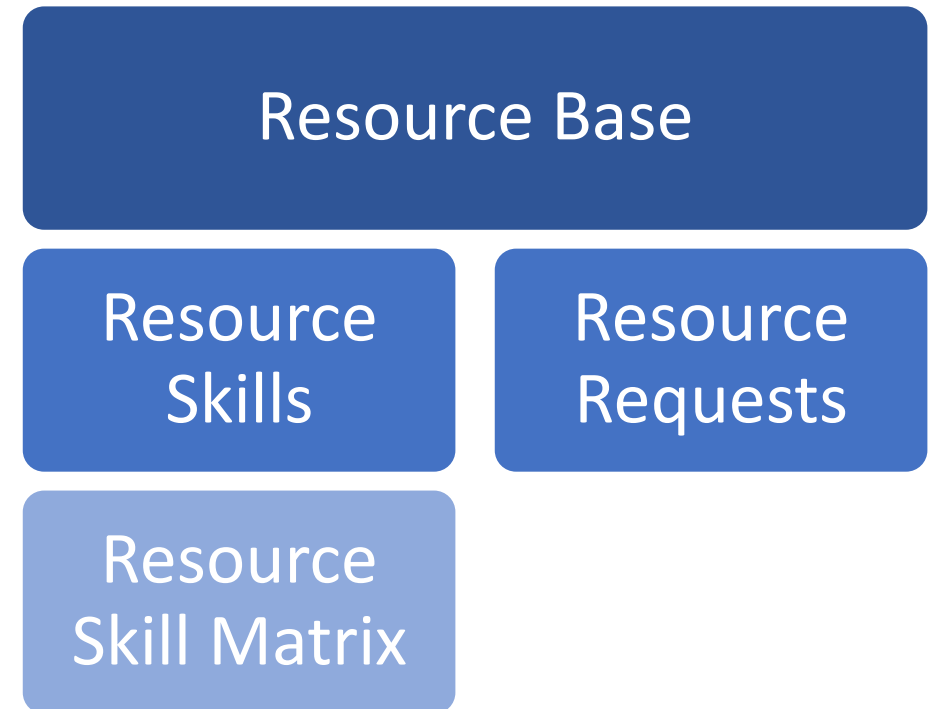 Resource Base
Resource
Skills
Resource
Requests
Resource
Skill Matrix